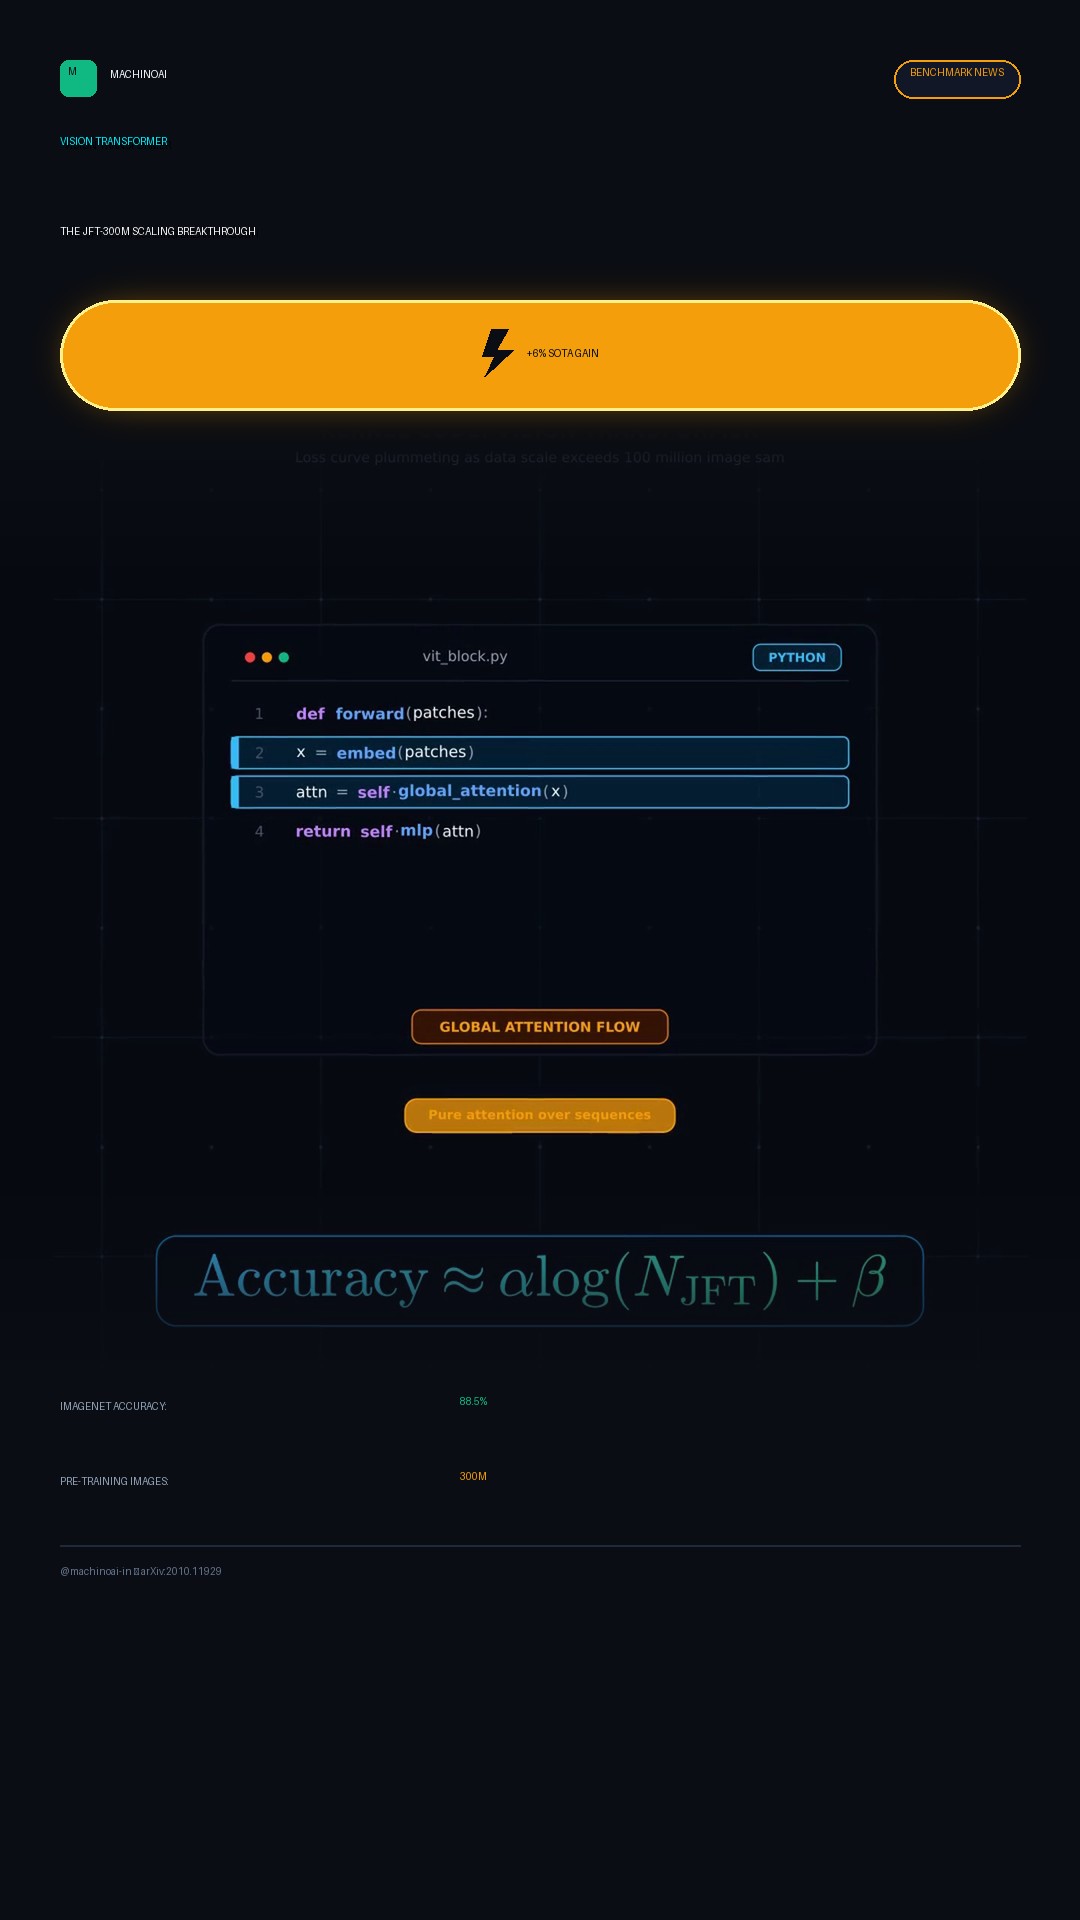 M MACHINOAI
BENCHMARK NEWS
VISION TRANSFORMER
THE JFT-300M SCALING BREAKTHROUGH
+6% SOTA GAIN
Loss curve plummeting as data scale exceeds 100 million image sam
vit_block.py
PYTHON
1 def forward(patches):
2 x = embed(patches)
3 attn = self·global_attention(x)
4 return self·mlp(attn)
GLOBAL ATTENTION FLOW
Pure attention over sequences
Accuracy ≈ αlog(N_JFT) + β
IMAGENET ACCURACY: 88.5%
PRE-TRAINING IMAGES: 300M
@machinoai-in arXiv:2010.11929